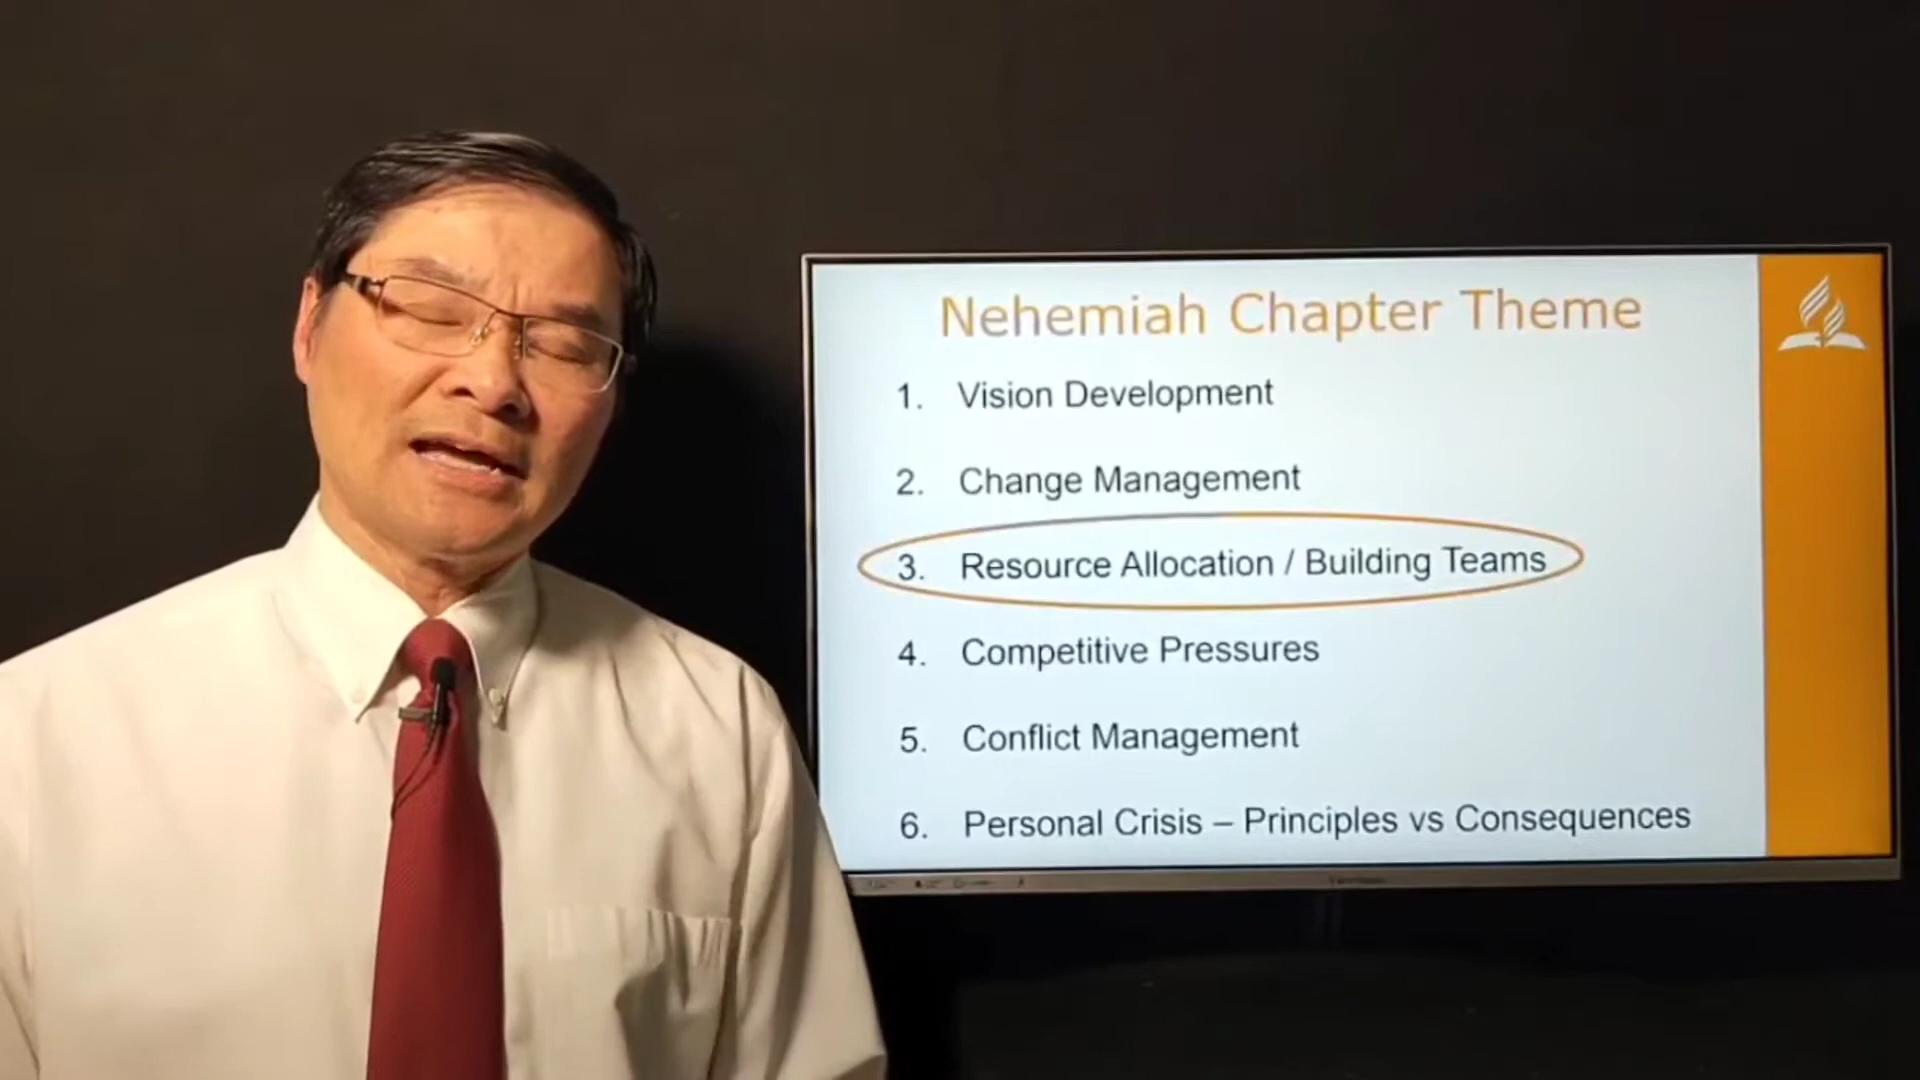 Nehemiah Chapter Theme
1. Vision Development
2. Change Management
3. Resource Allocation / Building Teams
4. Competitive Pressures
5. Conflict Management
6. Personal Crisis – Principles vs Consequences